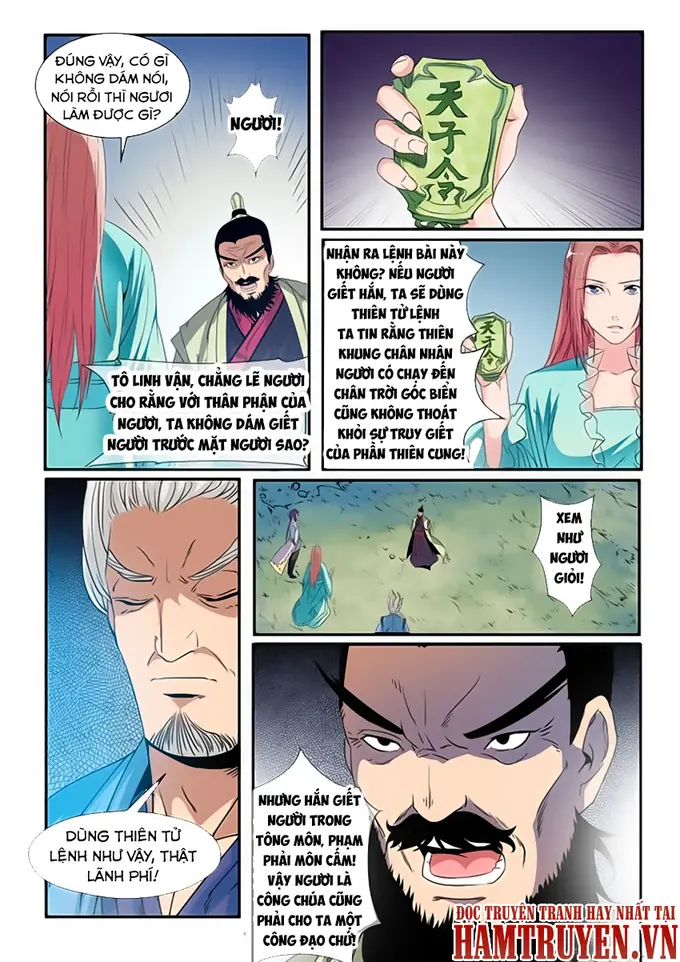 ĐÚNG VẬY, CÓ GÌ
KHÔNG DÁM NÓI,
NÓI RỒI THÌ NGƯƠI
LÀM ĐƯỢC GÌ?
NGƯƠI!
TÔ LINH VẬN, CHẲNG LẼ NGƯƠI
CHO RẰNG VỚI THÂN PHẬN CỦA
NGƯƠI, TA KHÔNG DÁM GIẾT
NGƯỜI TRƯỚC MẶT NGƯƠI SAO?
天子令
NHẬN RA LỆNH BÀI NÀY
KHÔNG? NẾU NGƯƠI
GIẾT HẮN, TA SẼ DÙNG
THIÊN TỬ LỆNH
TA TIN RẰNG THIÊN
KHUNG CHÂN NHẬN
NGƯƠI CÓ CHẠY ĐẾN
CHÂN TRỜI GÓC BIỂN
CŨNG KHÔNG THOÁT
KHỎI SỰ TRUY GIẾT
CỦA PHẦN THIÊN CUNG!
天子令
XEM
NHƯ
NGƯƠI
GIỎI!
DÙNG THIÊN TỬ
LỆNH NHƯ VẬY, THẬT
LÃNH PHÍ!
NHƯNG HẮN GIẾT
NGƯỜI TRONG
TÔNG MÔN, PHẠM
PHẢI MÔN CẤM!
VẬY NGƯƠI LÀ
CÔNG CHÚA CŨNG
PHẢI CHO TA MỘT
CÔNG ĐẠO CHỨ!
ĐỌC TRUYỆN TRANH HAY NHẤT TẠI
HAMTRUYEN.VN